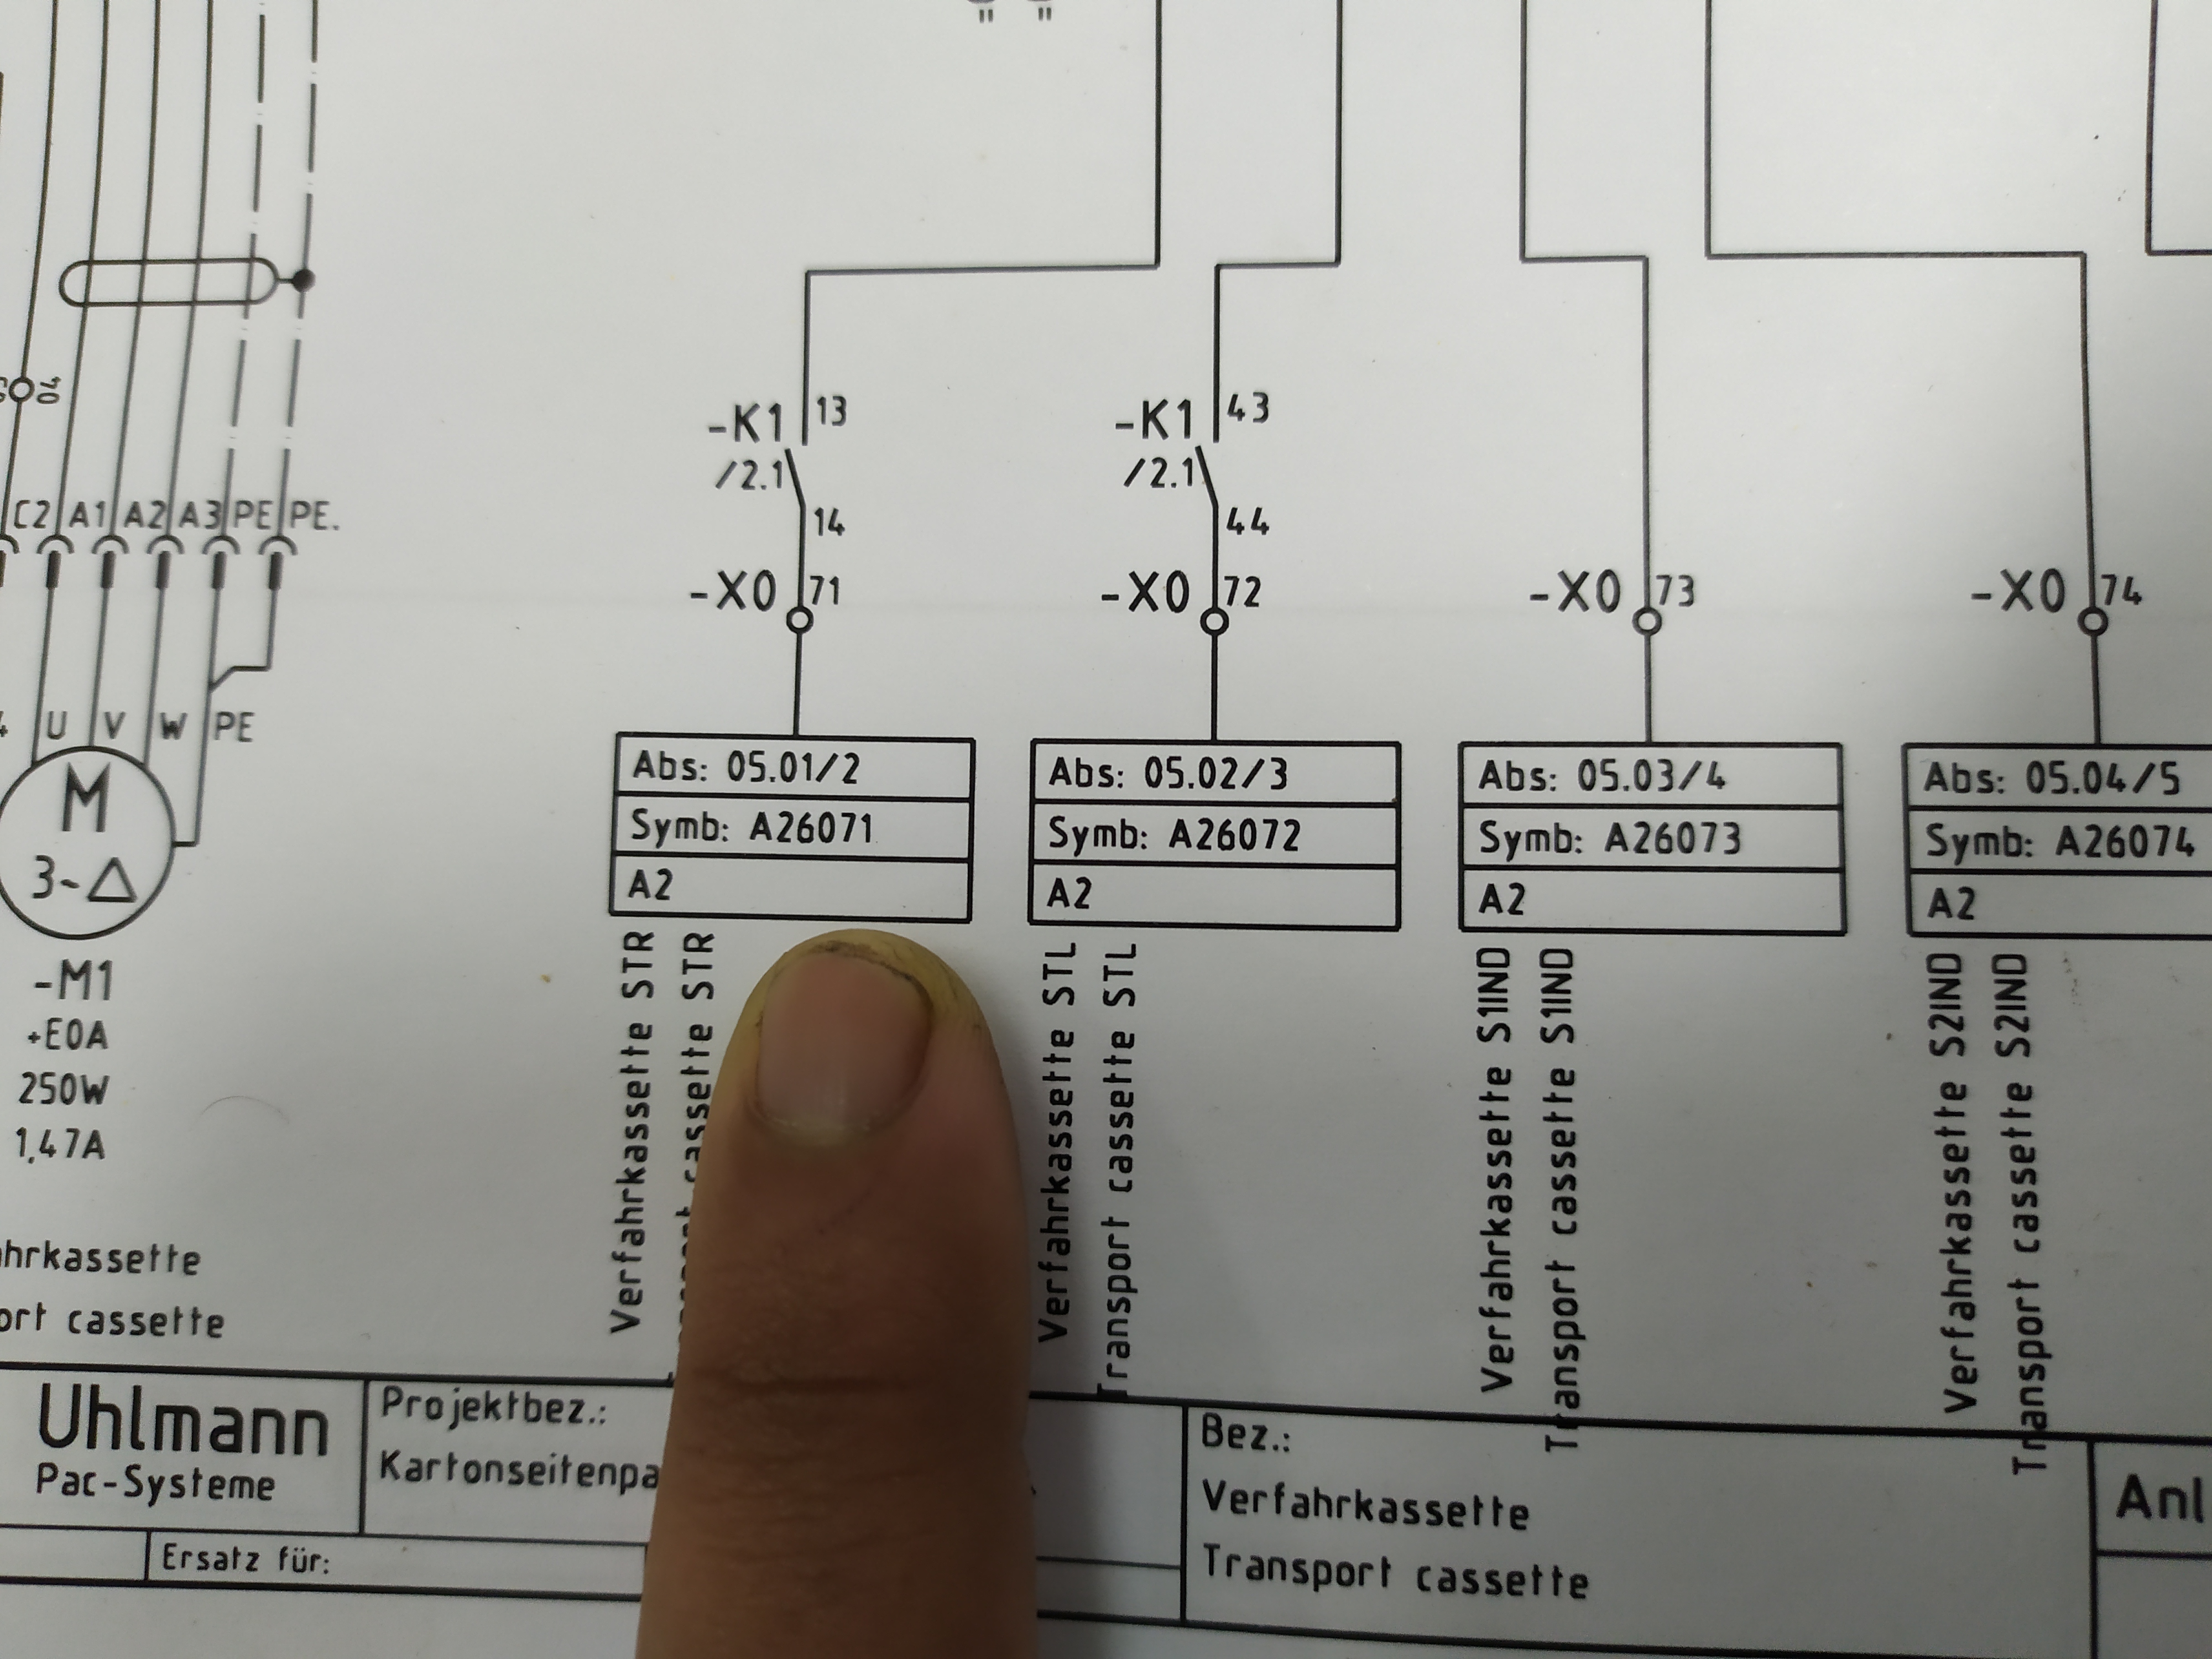 C2 A1 A2 A3 PE PE.
U V W PE
M
3~
-M1
+E0A
250W
1,47A
-K1 13
/2.1
14
-X0 71
Abs: 05.01/2
Symb: A26071
A2
Verfahrkassette STR
cassette STR
-K1 43
/2.1
44
-X0 72
Abs: 05.02/3
Symb: A26072
A2
Verfahrkassette STL
Transport cassette STL
-X0 73
Abs: 05.03/4
Symb: A26073
A2
Verfahrkassette S1IND
Transport cassette S1IND
-X0 74
Abs: 05.04/5
Symb: A26074
A2
Verfahrkassette S2IND
Transport cassette S2IND
hrkassette
ort cassette
Uhlmann
Pac-Systeme
Ersatz für:
Projektbez.:
Kartonseitenpa
Bez.:
Verfahrkassette
Transport cassette
Anl